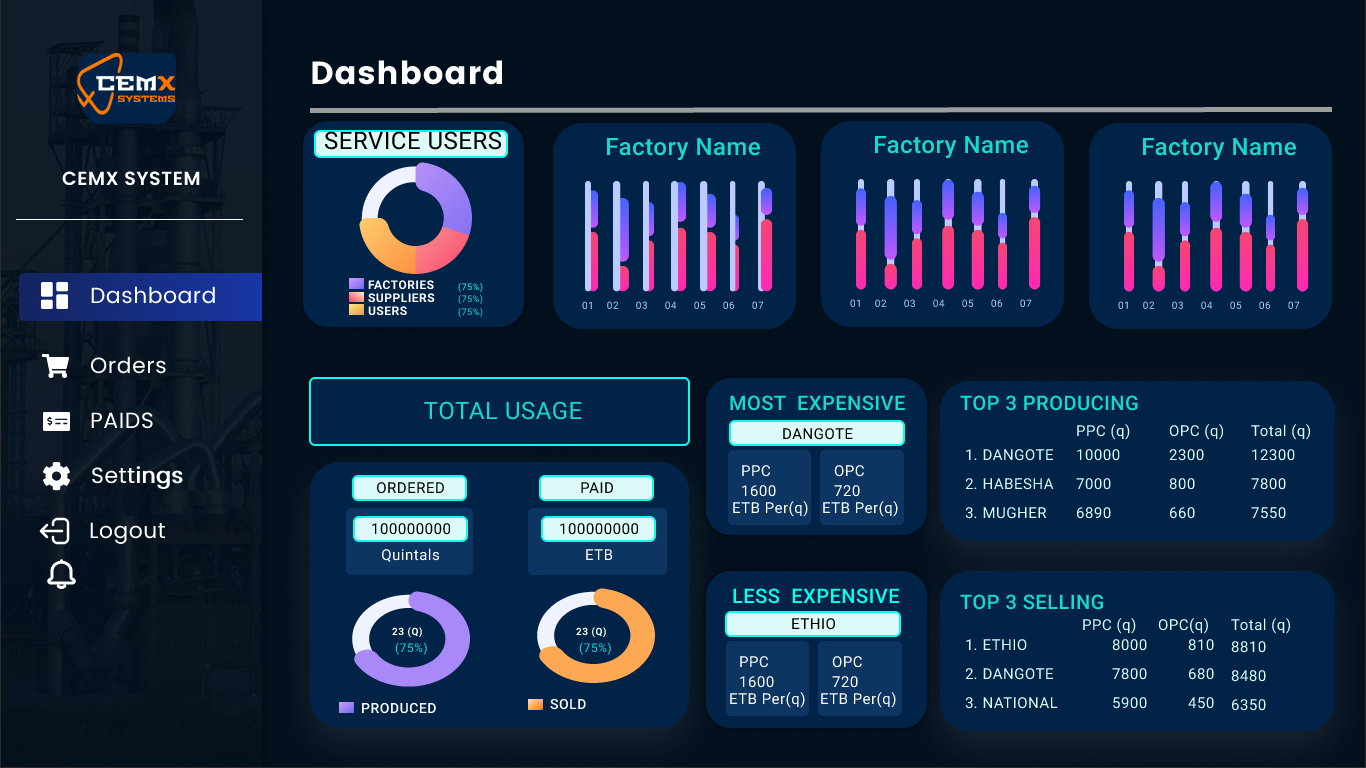 CEMX
SYSTEMS
CEMX SYSTEM
Dashboard
Orders
PAIDS
Settings
Logout
Dashboard
SERVICE USERS
FACTORIES (75%)
SUPPLIERS (75%)
USERS (75%)
Factory Name
01 02 03 04 05 06 07
Factory Name
01 02 03 04 05 06 07
Factory Name
01 02 03 04 05 06 07
TOTAL USAGE
ORDERED
100000000
Quintals
PAID
100000000
ETB
23 (Q)
(75%)
PRODUCED
23 (Q)
(75%)
SOLD
MOST EXPENSIVE
DANGOTE
PPC
1600
ETB Per(q)
OPC
720
ETB Per(q)
LESS EXPENSIVE
ETHIO
PPC
1600
ETB Per(q)
OPC
720
ETB Per(q)
TOP 3 PRODUCING
PPC (q) OPC (q) Total (q)
1. DANGOTE 10000 2300 12300
2. HABESHA 7000 800 7800
3. MUGHER 6890 660 7550
TOP 3 SELLING
PPC (q) OPC(q) Total (q)
1. ETHIO 8000 810 8810
2. DANGOTE 7800 680 8480
3. NATIONAL 5900 450 6350